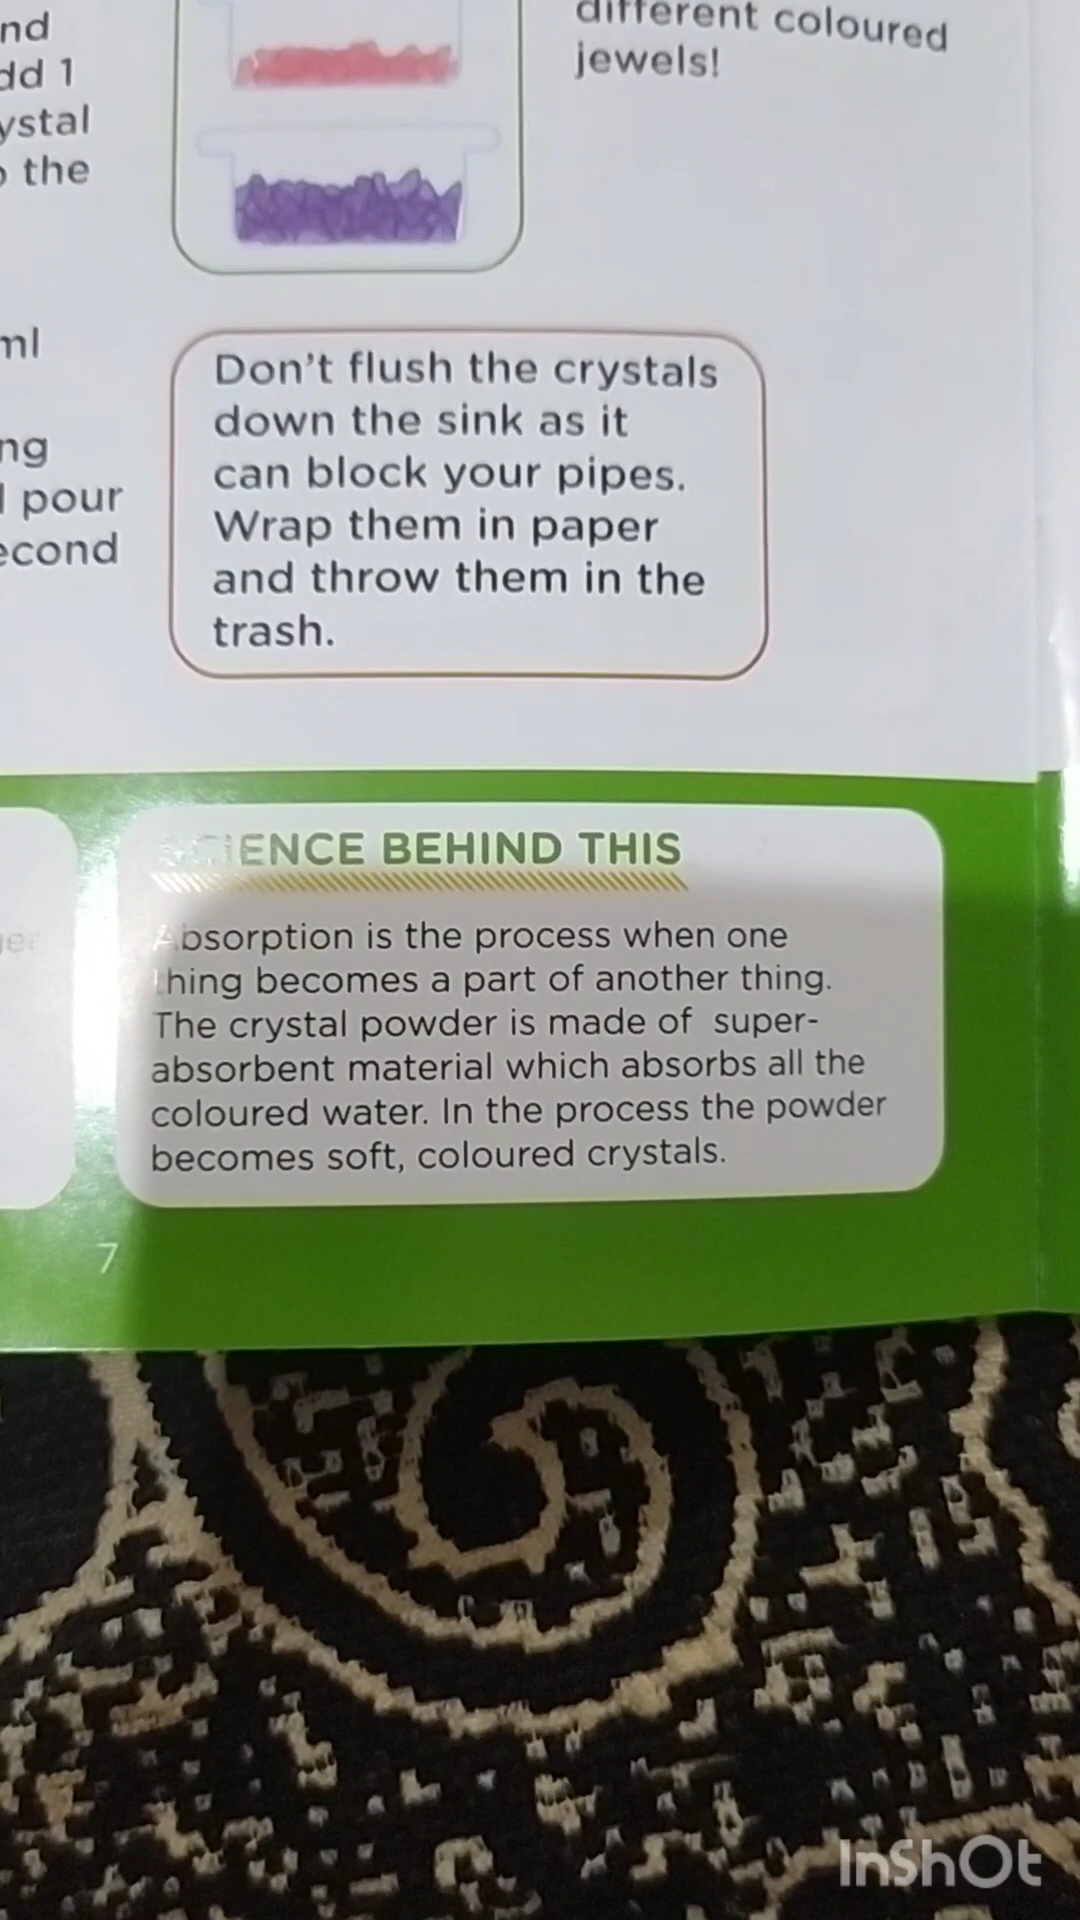 nd
dd 1
ystal
the
ml
ng
pour
econd
different coloured
jewels!
Don't flush the crystals
down the sink as it
can block your pipes.
Wrap them in paper
and throw them in the
trash.
SCIENCE BEHIND THIS
Absorption is the process when one
thing becomes a part of another thing.
The crystal powder is made of super-
absorbent material which absorbs all the
coloured water. In the process the powder
becomes soft, coloured crystals.
7
InShOt